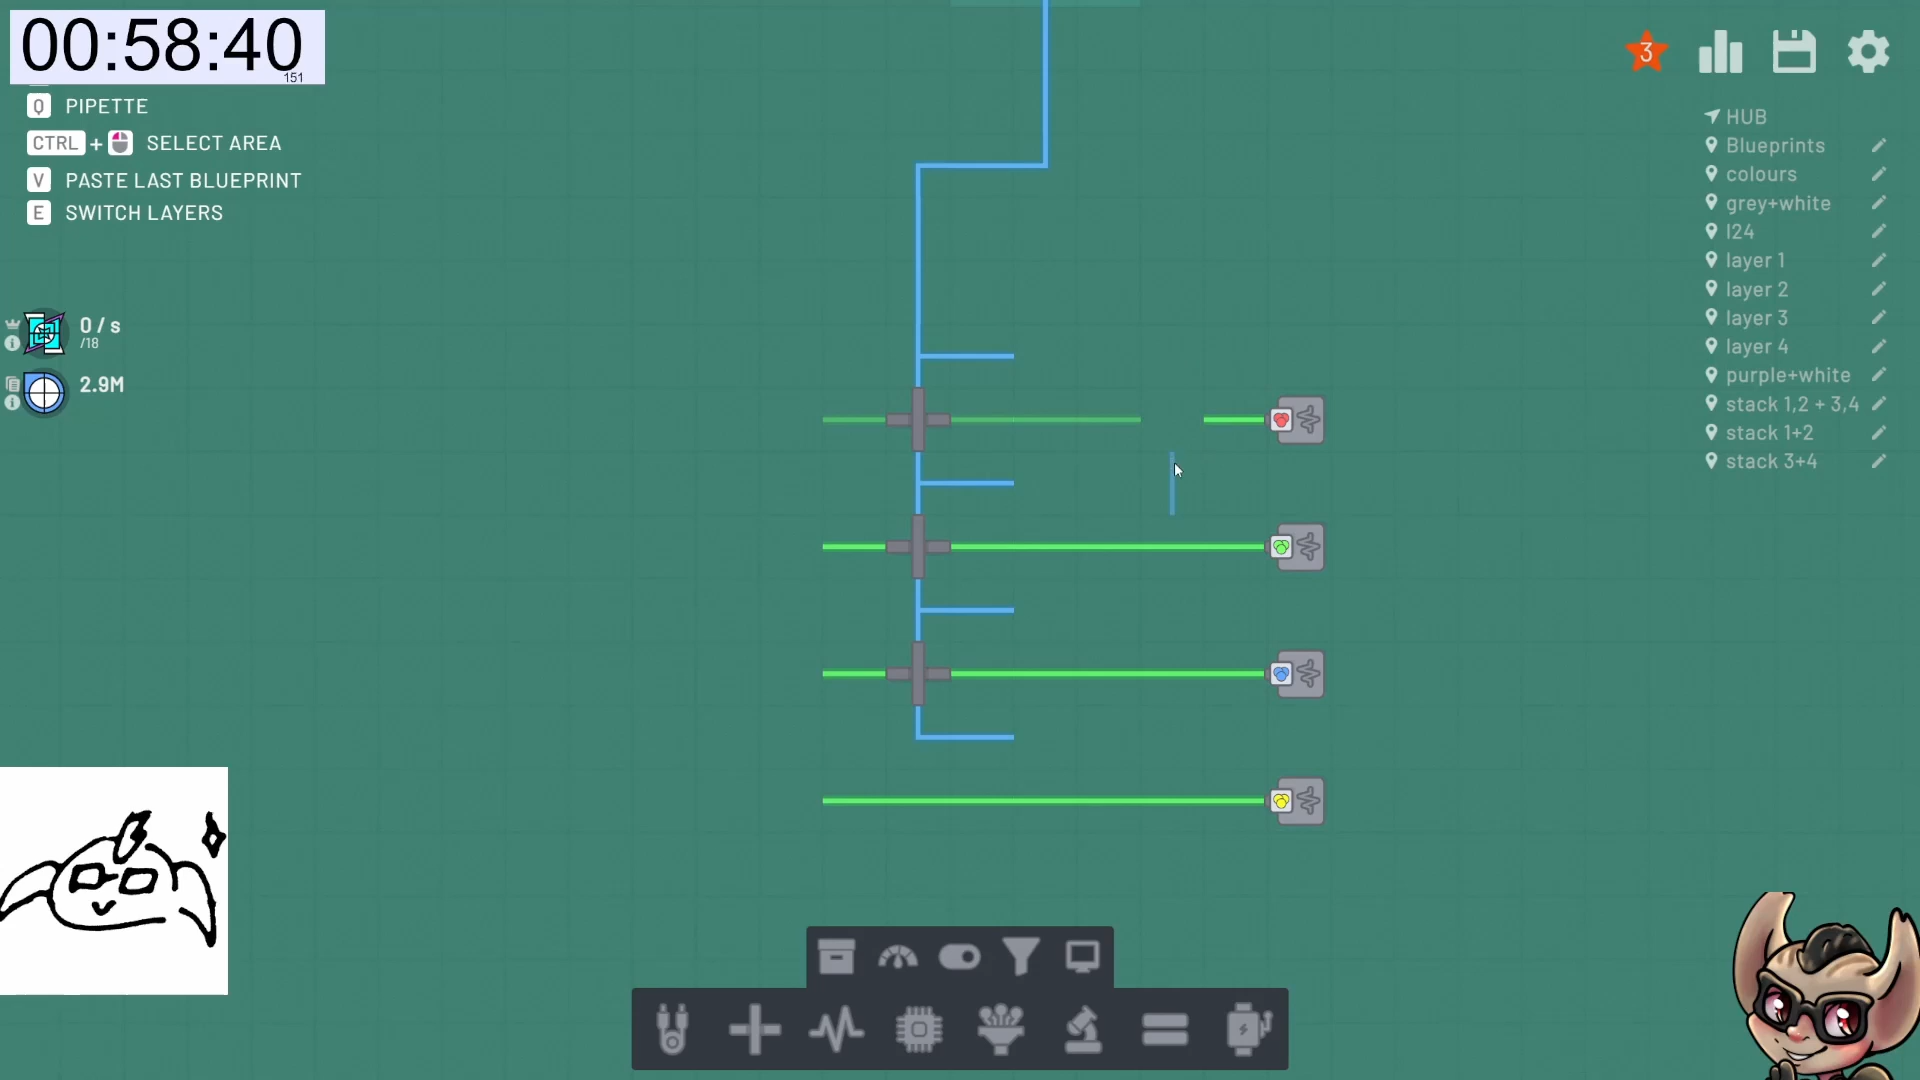 00:58:40
151
Q PIPETTE
CTRL + SELECT AREA
V PASTE LAST BLUEPRINT
E SWITCH LAYERS
0 / s
/18
2.9M
3
HUB
Blueprints
colours
grey+white
l24
layer 1
layer 2
layer 3
layer 4
purple+white
stack 1,2 + 3,4
stack 1+2
stack 3+4